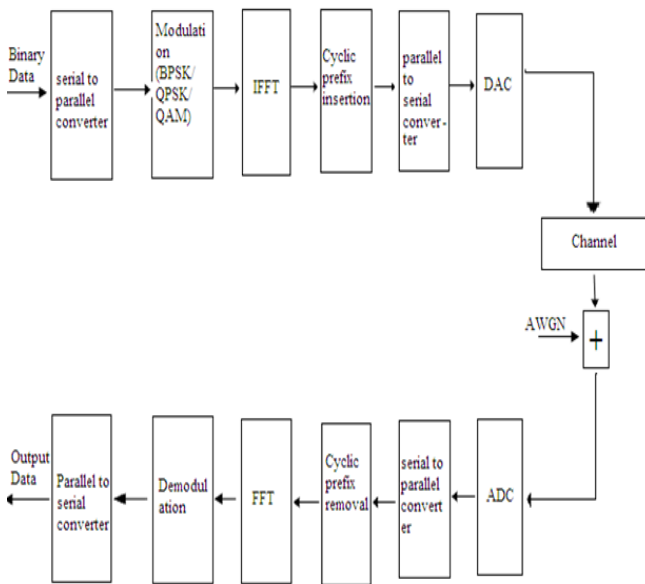 Binary
Data
serial to
parallel
converter
Modulati
on
(BPSK/
QPSK/
QAM)
IFFT
Cyclic
prefix
insertion
parallel
to
serial
conver-
ter
DAC
Channel
AWGN
+
Output
Data
Parallel to
serial
converter
Demodul
ation
FFT
Cyclic
prefix
removal
serial to
parallel
convert
er
ADC